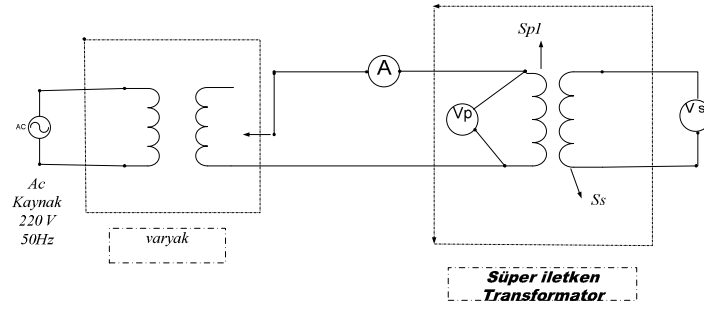 Sp1
A
Vp
V s
AC
Ss
Ac
Kaynak
220 V
50Hz
varyak
Süper iletken
Transformator